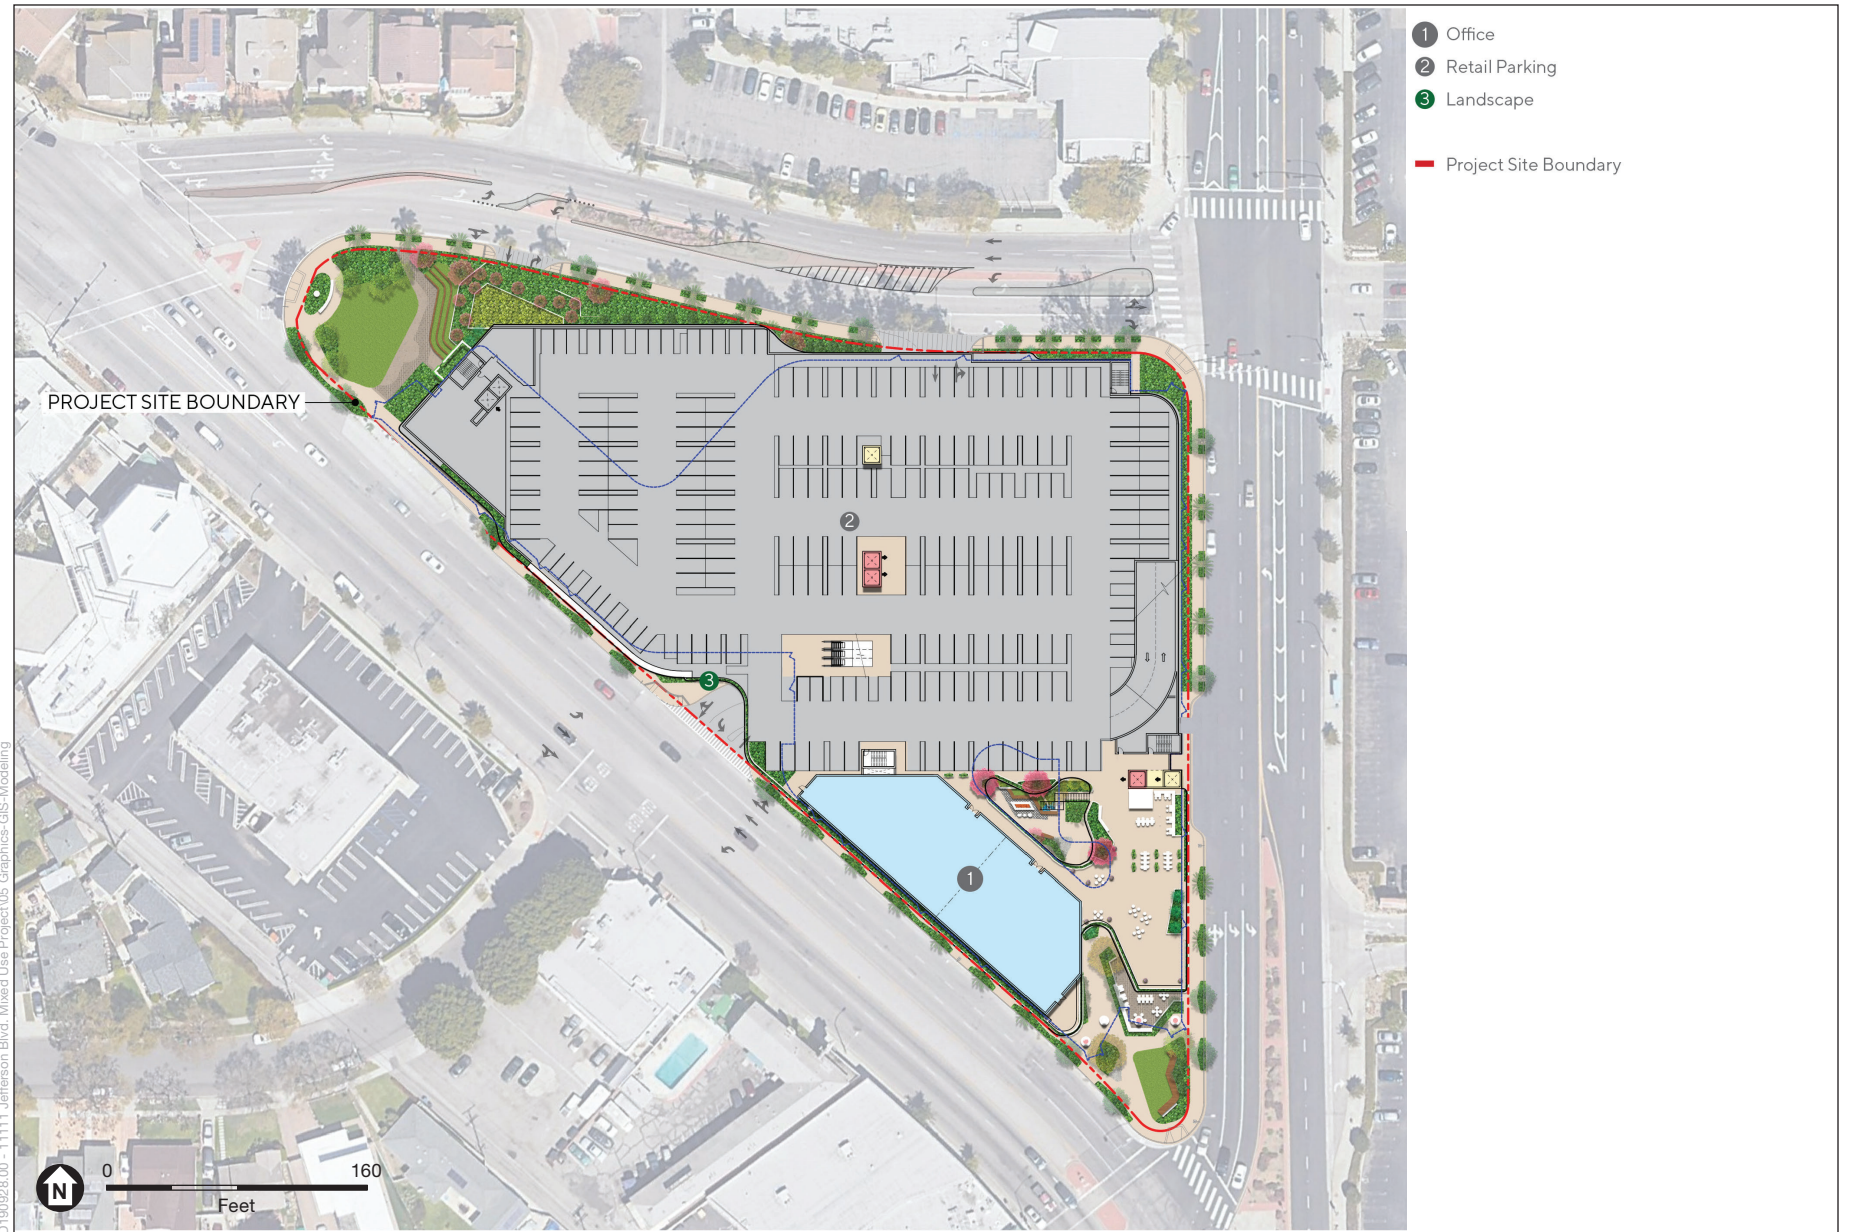 1 Office
2 Retail Parking
3 Landscape
Project Site Boundary
PROJECT SITE BOUNDARY
2
3
1
N
0 160
Feet
D190928.00 - 11111 Jefferson Blvd. Mixed Use Project\05 Graphics-GIS-Modeling